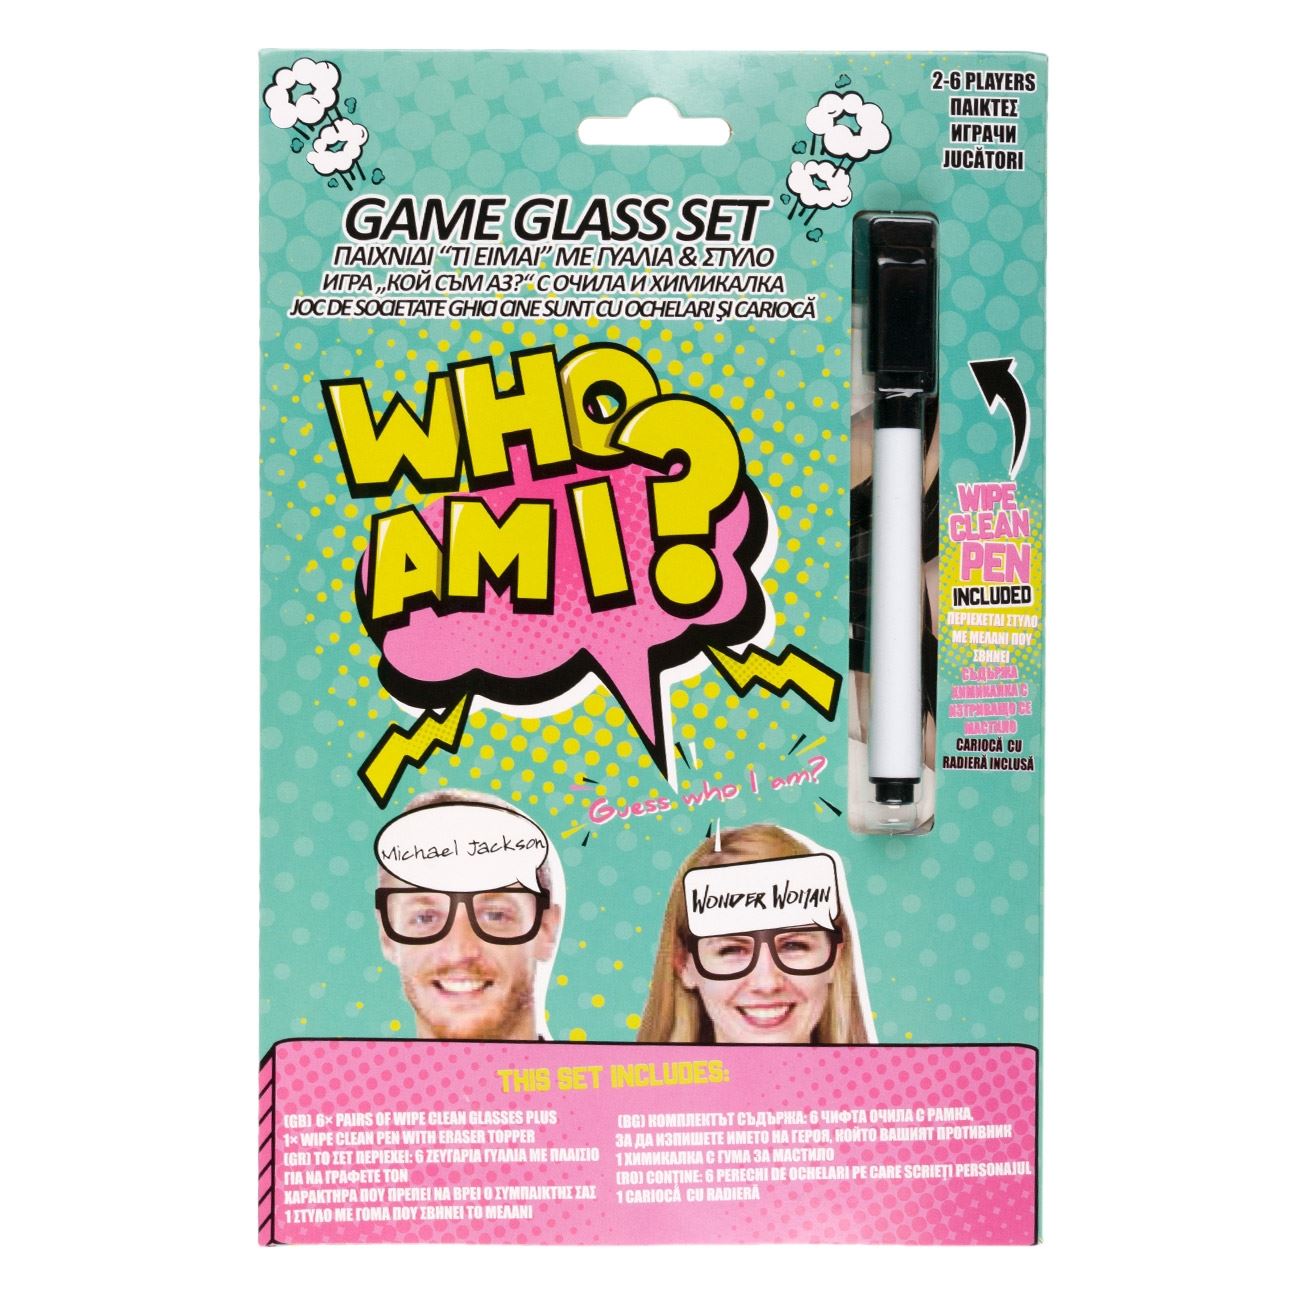 2-6 PLAYERS
ΠΑΙΚΤΕΣ
ИГРАЧИ
JUCĂTORI
GAME GLASS SET
ΠΑΙΧΝΙΔΙ “ΤΙ ΕΙΜΑΙ” ΜΕ ΓΥΑΛΙΑ & ΣΤΥΛΟ
ИГРА „КОЙ СЪМ АЗ?“ С ОЧИЛА И ХИМИКАЛКА
JOC DE SOCIETATE GHICI CINE SUNT CU OCHELARI ȘI CARIOCĂ
WHO
AM I?
WIPE
CLEAN
PEN
INCLUDED
ΠΕΡΙΕΧΕΤΑΙ ΣΤΥΛΟ
ΜΕ ΜΕΛΑΝΙ ΠΟΥ
ΣΒΗΝΕΙ
СЪДЪРЖА
ХИМИКАЛКА С
ИЗТРИВАЩО СЕ
МАСТИЛО
CARIOCĂ CU
RADIERĂ INCLUSĂ
Guess who I am?
Michael Jackson
WONDER WOMAN
THIS SET INCLUDES:
(GB) 6× PAIRS OF WIPE CLEAN GLASSES PLUS
1× WIPE CLEAN PEN WITH ERASER TOPPER
(GR) ΤΟ ΣΕΤ ΠΕΡΙΕΧΕΙ: 6 ΖΕΥΓΑΡΙΑ ΓΥΑΛΙΑ ΜΕ ΠΛΑΙΣΙΟ
ΓΙΑ ΝΑ ΓΡΑΦΕΤΕ ΤΟΝ
ΧΑΡΑΚΤΗΡΑ ΠΟΥ ΠΡΕΠΕΙ ΝΑ ΒΡΕΙ Ο ΣΥΜΠΑΙΚΤΗΣ ΣΑΣ
1 ΣΤΥΛΟ ΜΕ ΓΟΜΑ ΠΟΥ ΣΒΗΝΕΙ ΤΟ ΜΕΛΑΝΙ
(BG) КОМПЛЕКТЪТ СЪДЪРЖА: 6 ЧИФТА ОЧИЛА С РАМКА,
ЗА ДА ИЗПИШЕТЕ ИМЕТО НА ГЕРОЯ, КОЙТО ВАШИЯТ ПРОТИВНИК
1 ХИМИКАЛКА С ГУМА ЗА МАСТИЛО
(RO) CONȚINE: 6 PERECHI DE OCHELARI PE CARE SCRIEȚI PERSONAJUL
1 CARIOCĂ CU RADIERĂ